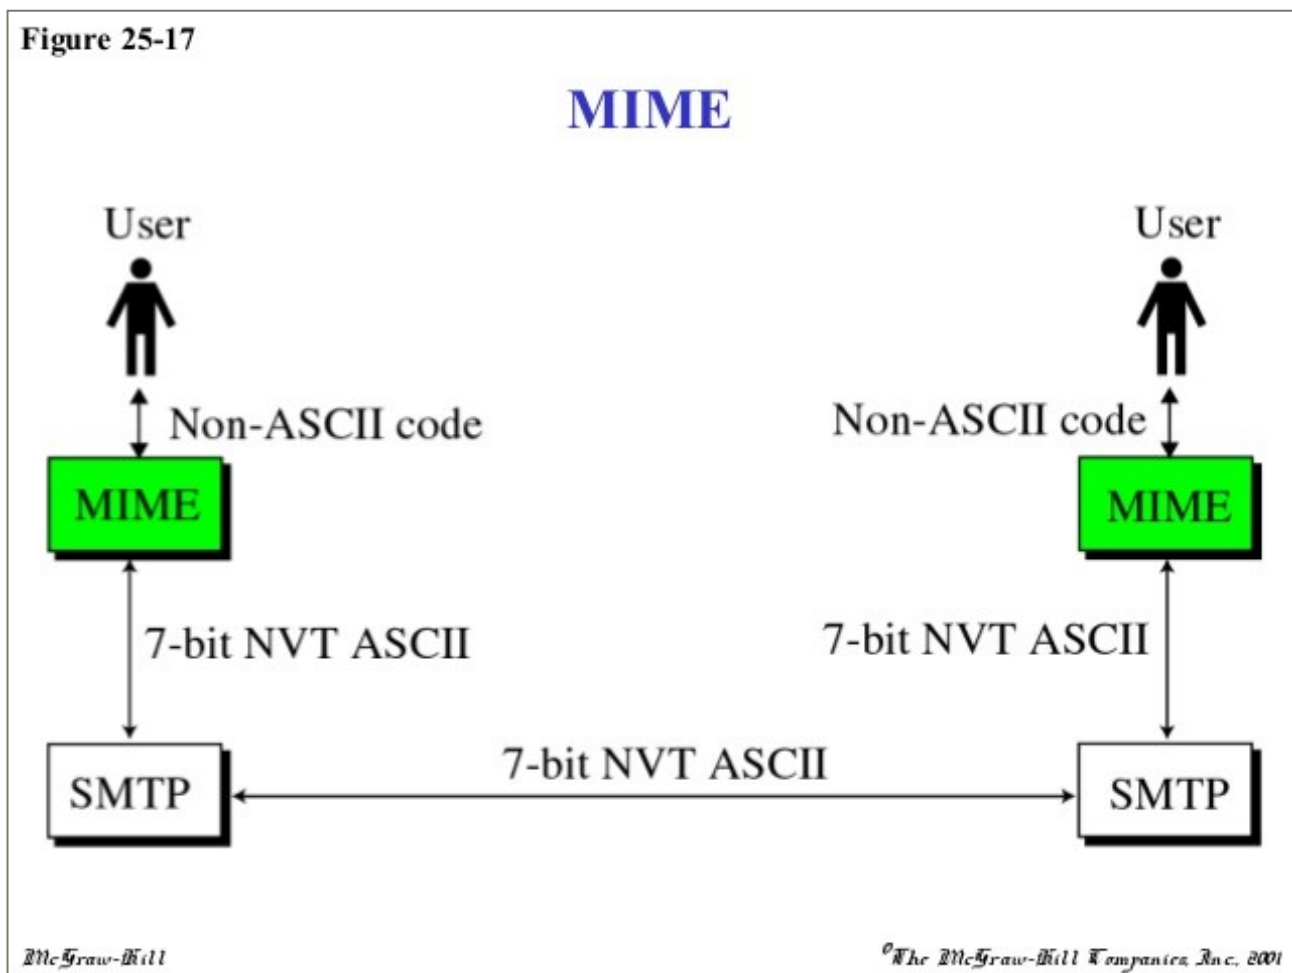 Figure 25-17
MIME
User
User
Non-ASCII code
Non-ASCII code
MIME
MIME
7-bit NVT ASCII
7-bit NVT ASCII
7-bit NVT ASCII
SMTP
SMTP
McGraw-Hill
©The McGraw-Hill Companies, Inc., 2001